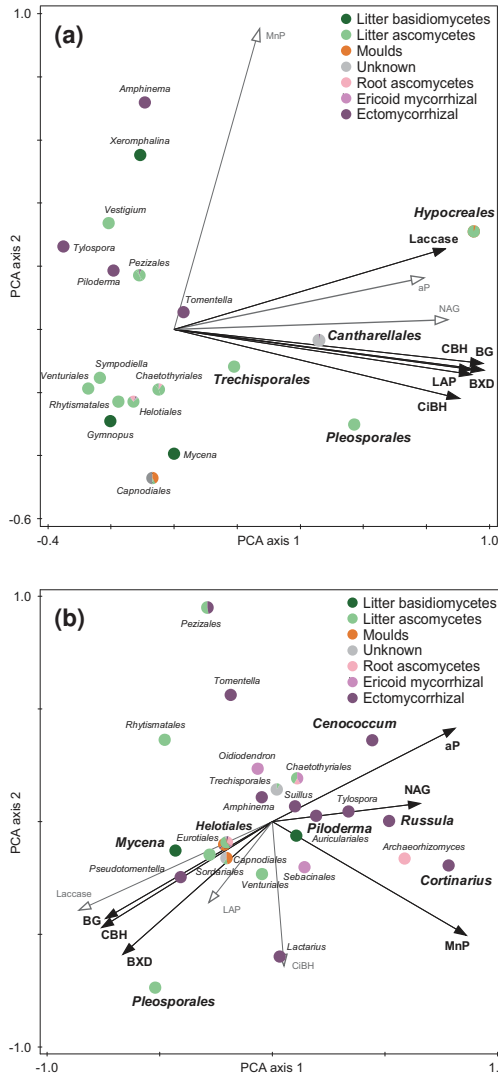 1.0
(a)
MnP
Litter basidiomycetes
Litter ascomycetes
Moulds
Unknown
Root ascomycetes
Ericoid mycorrhizal
Ectomycorrhizal
Amphinema
Xeromphalina
Vestigium
Hypocreales
Laccase
Tylospora
Pezizales
Piloderma
aP
Tomentella
NAG
Cantharellales
CBH
BG
Sympodiella
Venturiales
Chaetothyriales
Trechisporales
LAP
BXD
Rhytismatales
Helotiales
CiBH
Gymnopus
Mycena
Pleosporales
Capnodiales
PCA axis 2
-0.6
-0.4
PCA axis 1
1.0
1.0
(b)
Pezizales
Litter basidiomycetes
Litter ascomycetes
Moulds
Unknown
Root ascomycetes
Ericoid mycorrhizal
Ectomycorrhizal
Tomentella
Rhytismatales
Cenococcum
Oidiodendron
Chaetothyriales
aP
Trechisporales
Suillus
NAG
Amphinema
Tylospora
Helotiales
Piloderma
Russula
Mycena
Eurotiales
Auriculariales
Archaeorhizomyces
Pseudotomentella
Capnodiales
Sordariales
Venturiales
Sebacinales
Cortinarius
Laccase
BG
LAP
CBH
MnP
BXD
Lactarius
CiBH
Pleosporales
PCA axis 2
-1.0
-1.0
PCA axis 1